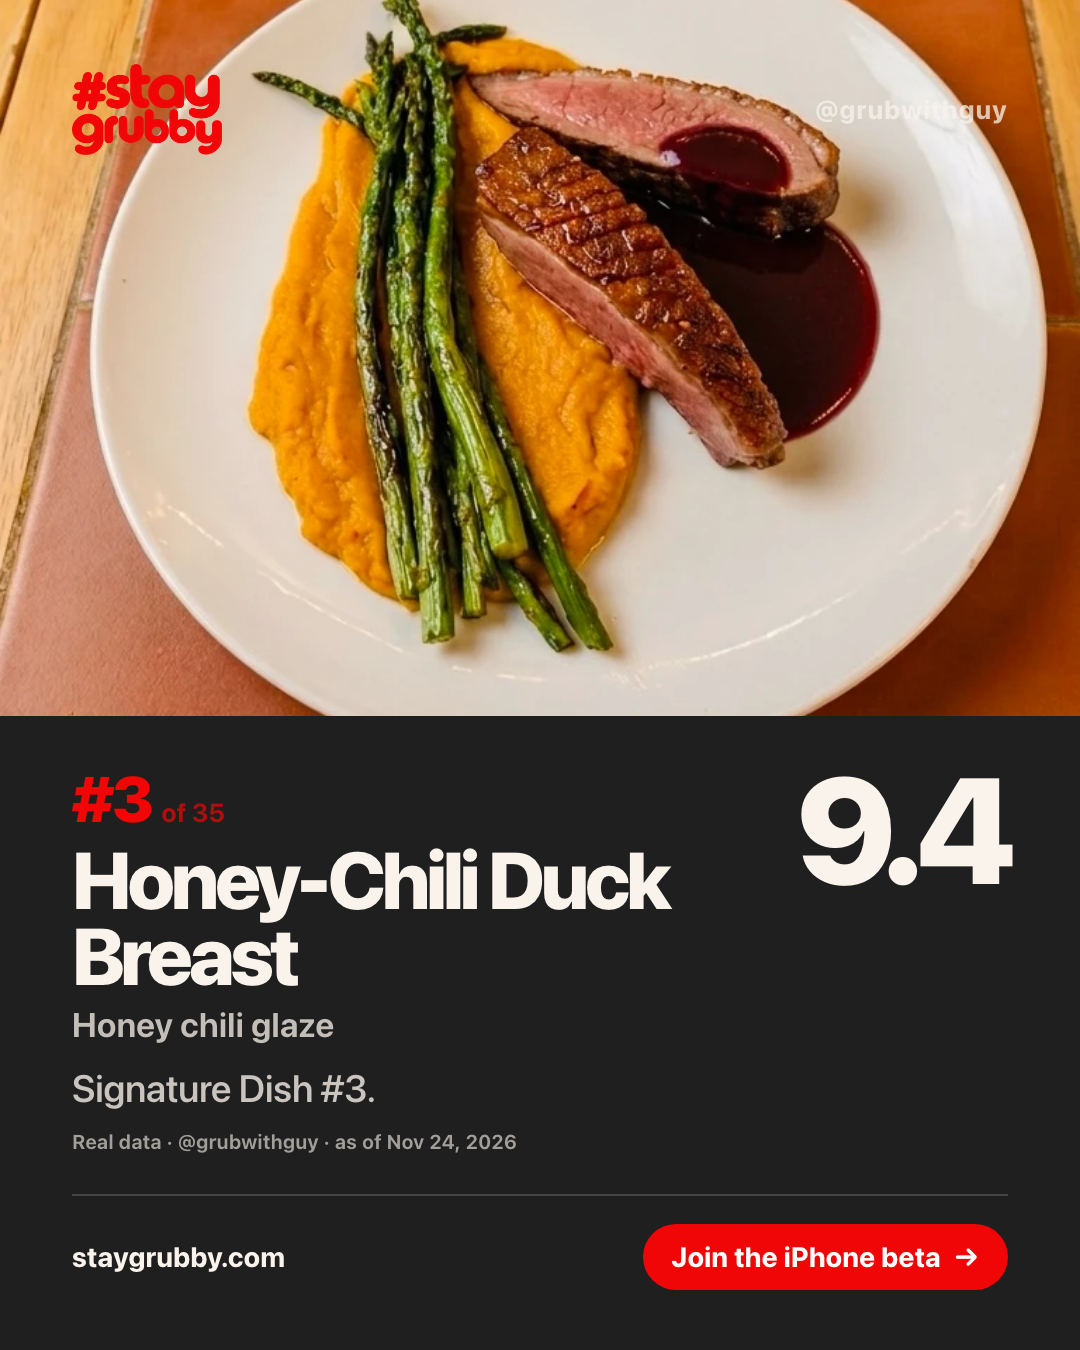 #stay
grubby
@grubwithguy
#3 of 35
9.4
Honey-Chili Duck
Breast
Honey chili glaze
Signature Dish #3.
Real data · @grubwithguy · as of Nov 24, 2026
staygrubby.com
Join the iPhone beta →